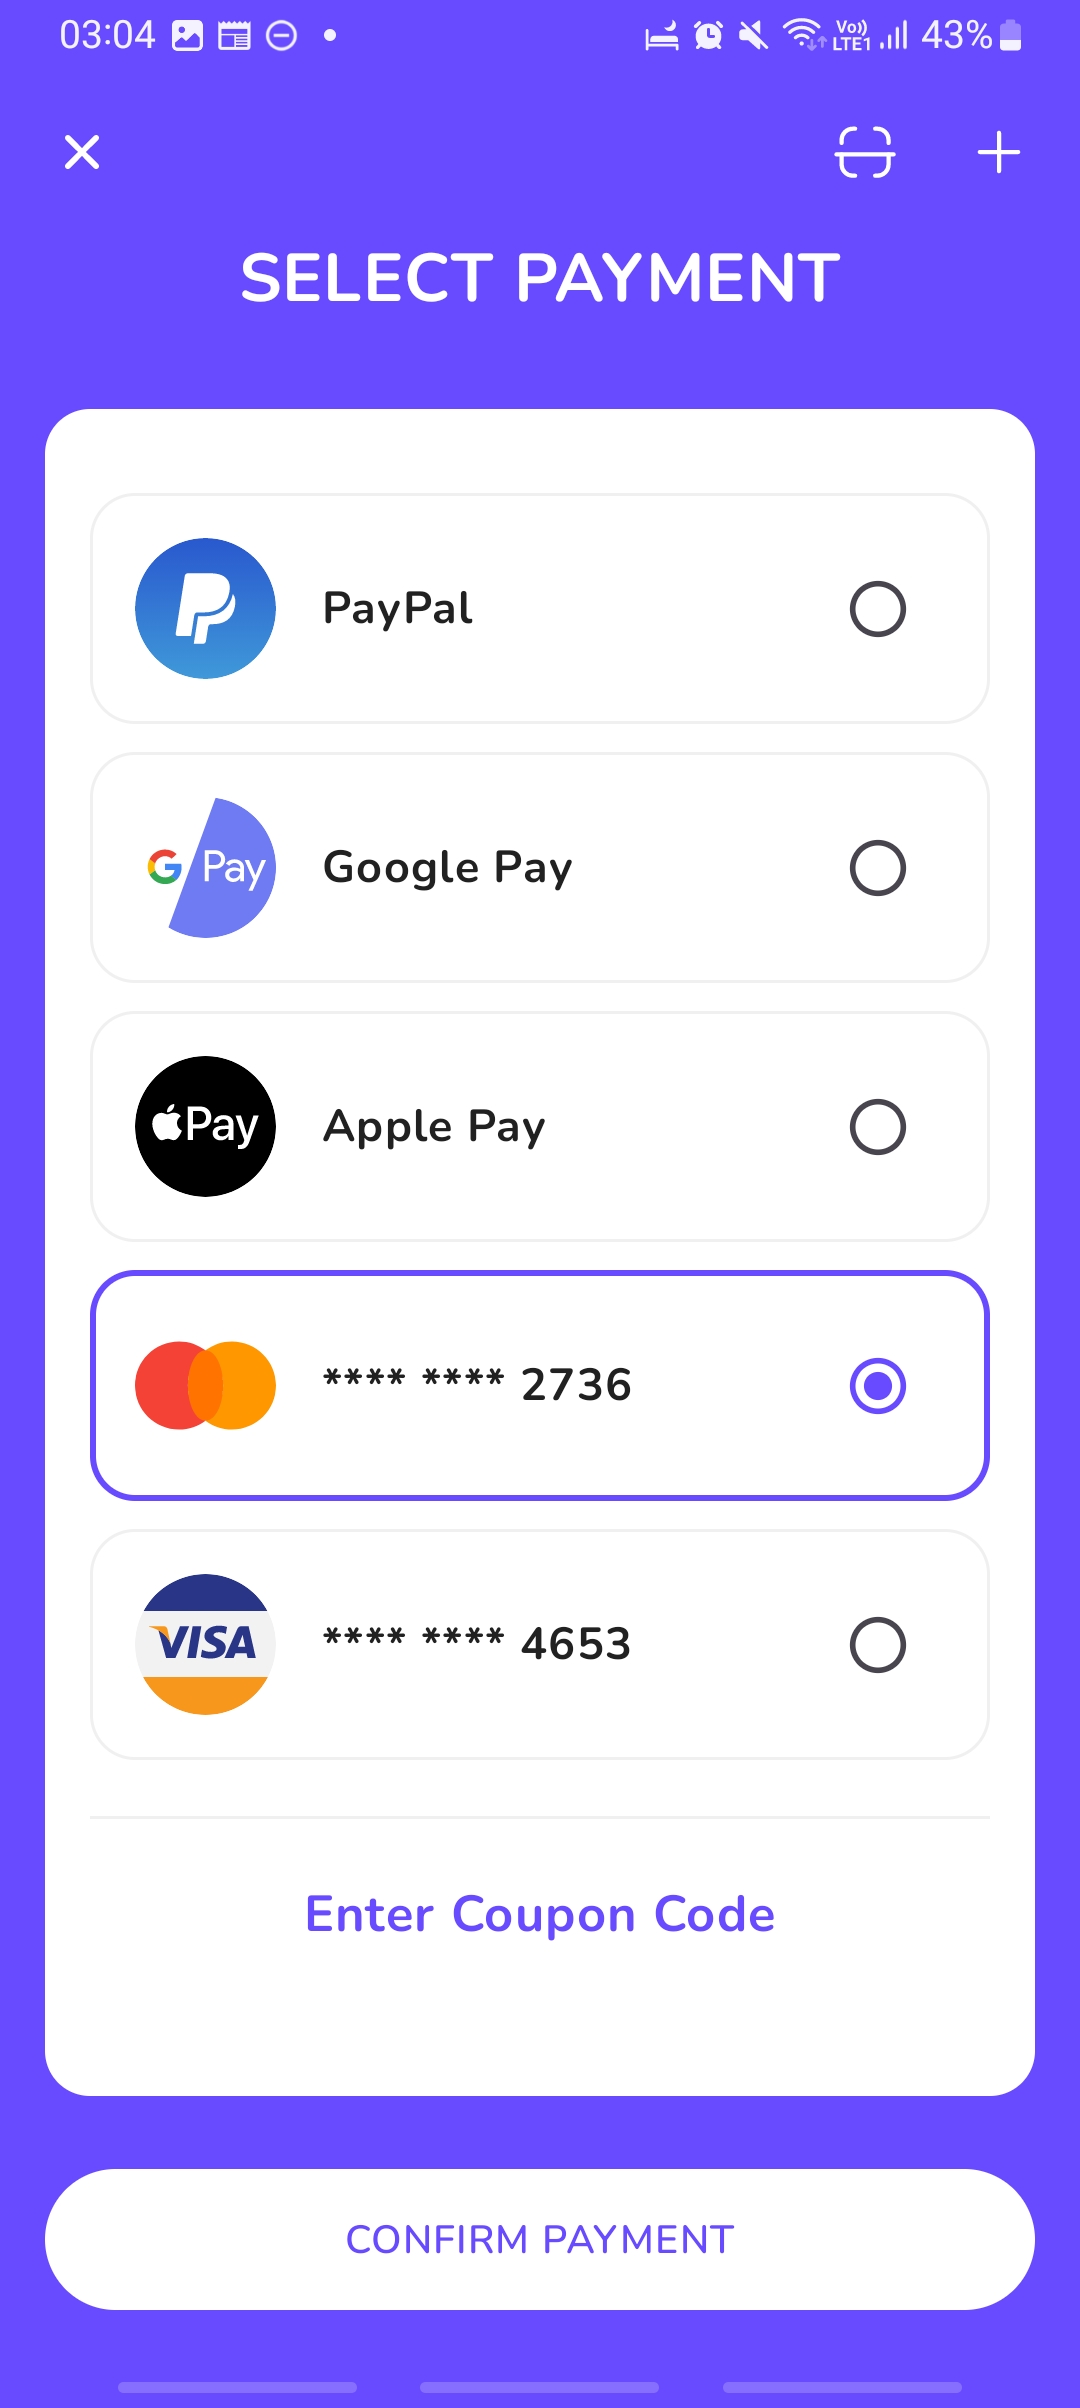 03:04 Vo)) LTE1 43%
SELECT PAYMENT
PayPal
G Pay Google Pay
Pay Apple Pay
**** **** 2736
VISA **** **** 4653
Enter Coupon Code
CONFIRM PAYMENT